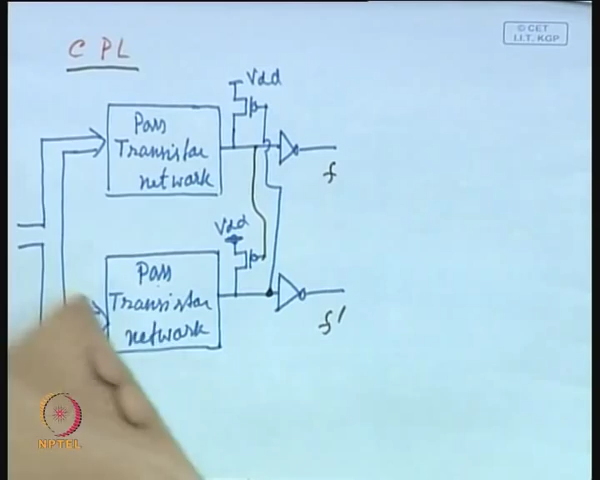 © CET
I.I.T. KGP
C PL
Vdd
Pass
Transistor
network
f
Vdd
Pass
Transistor
network
f'
NPTEL